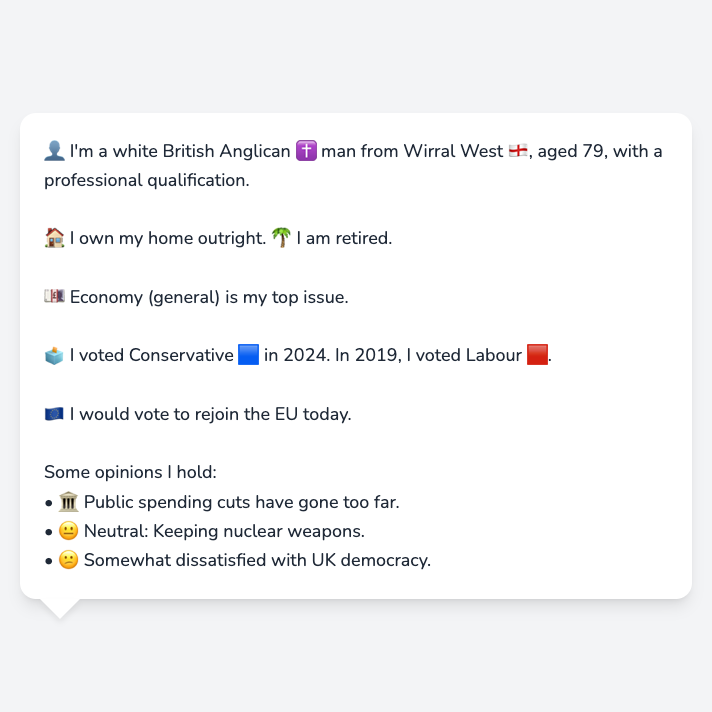 👤 I'm a white British Anglican ✝️ man from Wirral West 🏴󠁧󠁢󠁥󠁮󠁧󠁿, aged 79, with a
professional qualification.
🏠 I own my home outright. 🌴 I am retired.
💷 Economy (general) is my top issue.
🗳️ I voted Conservative 🟦 in 2024. In 2019, I voted Labour 🟥.
🇪🇺 I would vote to rejoin the EU today.
Some opinions I hold:
• 🏛️ Public spending cuts have gone too far.
• 😐 Neutral: Keeping nuclear weapons.
• 😕 Somewhat dissatisfied with UK democracy.